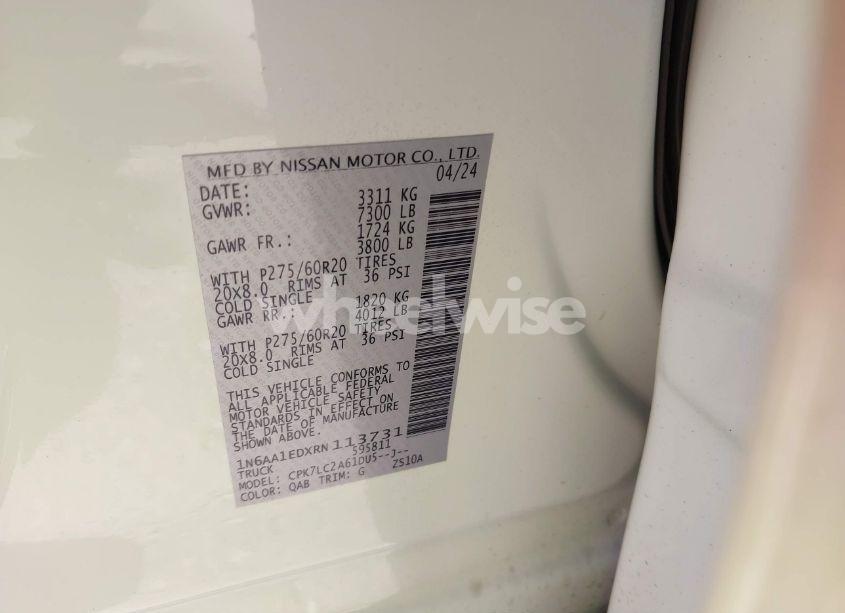 MFD BY NISSAN MOTOR CO., LTD.
DATE: 04/24
GVWR: 3311 KG
7300 LB
GAWR FR.: 1724 KG
3800 LB
WITH P275/60R20 TIRES
20X8.0 RIMS AT 36 PSI
COLD SINGLE
GAWR RR.: 1820 KG
4012 LB
WITH P275/60R20 TIRES
20X8.0 RIMS AT 36 PSI
COLD SINGLE
THIS VEHICLE CONFORMS TO
ALL APPLICABLE FEDERAL
MOTOR VEHICLE SAFETY
STANDARDS IN EFFECT ON
THE DATE OF MANUFACTURE
SHOWN ABOVE.
1N6AA1EDXRN113731
TRUCK 595811
MODEL: CPK7LC2A61DU5--J--
COLOR: QAB TRIM: G ZS10A
wheelwise